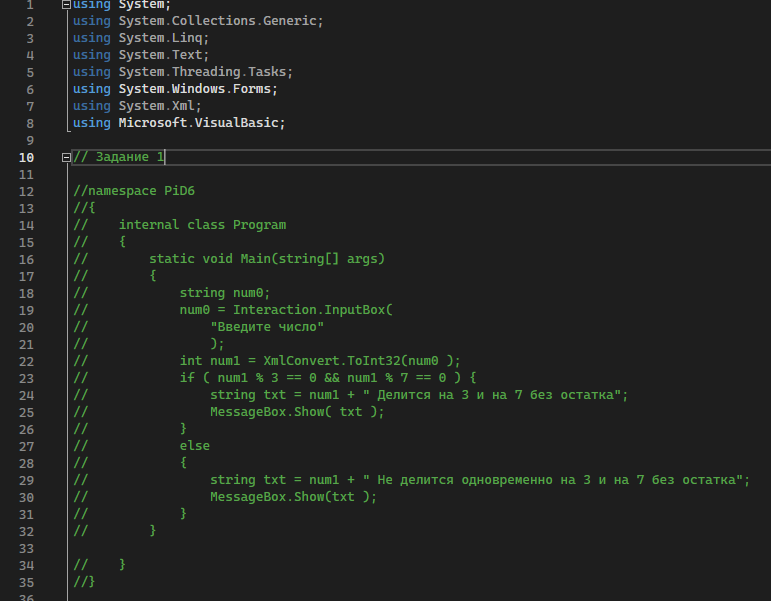 1 using System;
2 using System.Collections.Generic;
3 using System.Linq;
4 using System.Text;
5 using System.Threading.Tasks;
6 using System.Windows.Forms;
7 using System.Xml;
8 using Microsoft.VisualBasic;
9
10 // Задание 1
11
12 //namespace PiD6
13 //{
14 //    internal class Program
15 //    {
16 //        static void Main(string[] args)
17 //        {
18 //            string num0;
19 //            num0 = Interaction.InputBox(
20 //                "Введите число"
21 //                );
22 //            int num1 = XmlConvert.ToInt32(num0 );
23 //            if ( num1 % 3 == 0 && num1 % 7 == 0 ) {
24 //                string txt = num1 + " Делится на 3 и на 7 без остатка";
25 //                MessageBox.Show( txt );
26 //            }
27 //            else
28 //            {
29 //                string txt = num1 + " Не делится одновременно на 3 и на 7 без остатка";
30 //                MessageBox.Show(txt );
31 //            }
32 //        }
33
34 //    }
35 //}
36